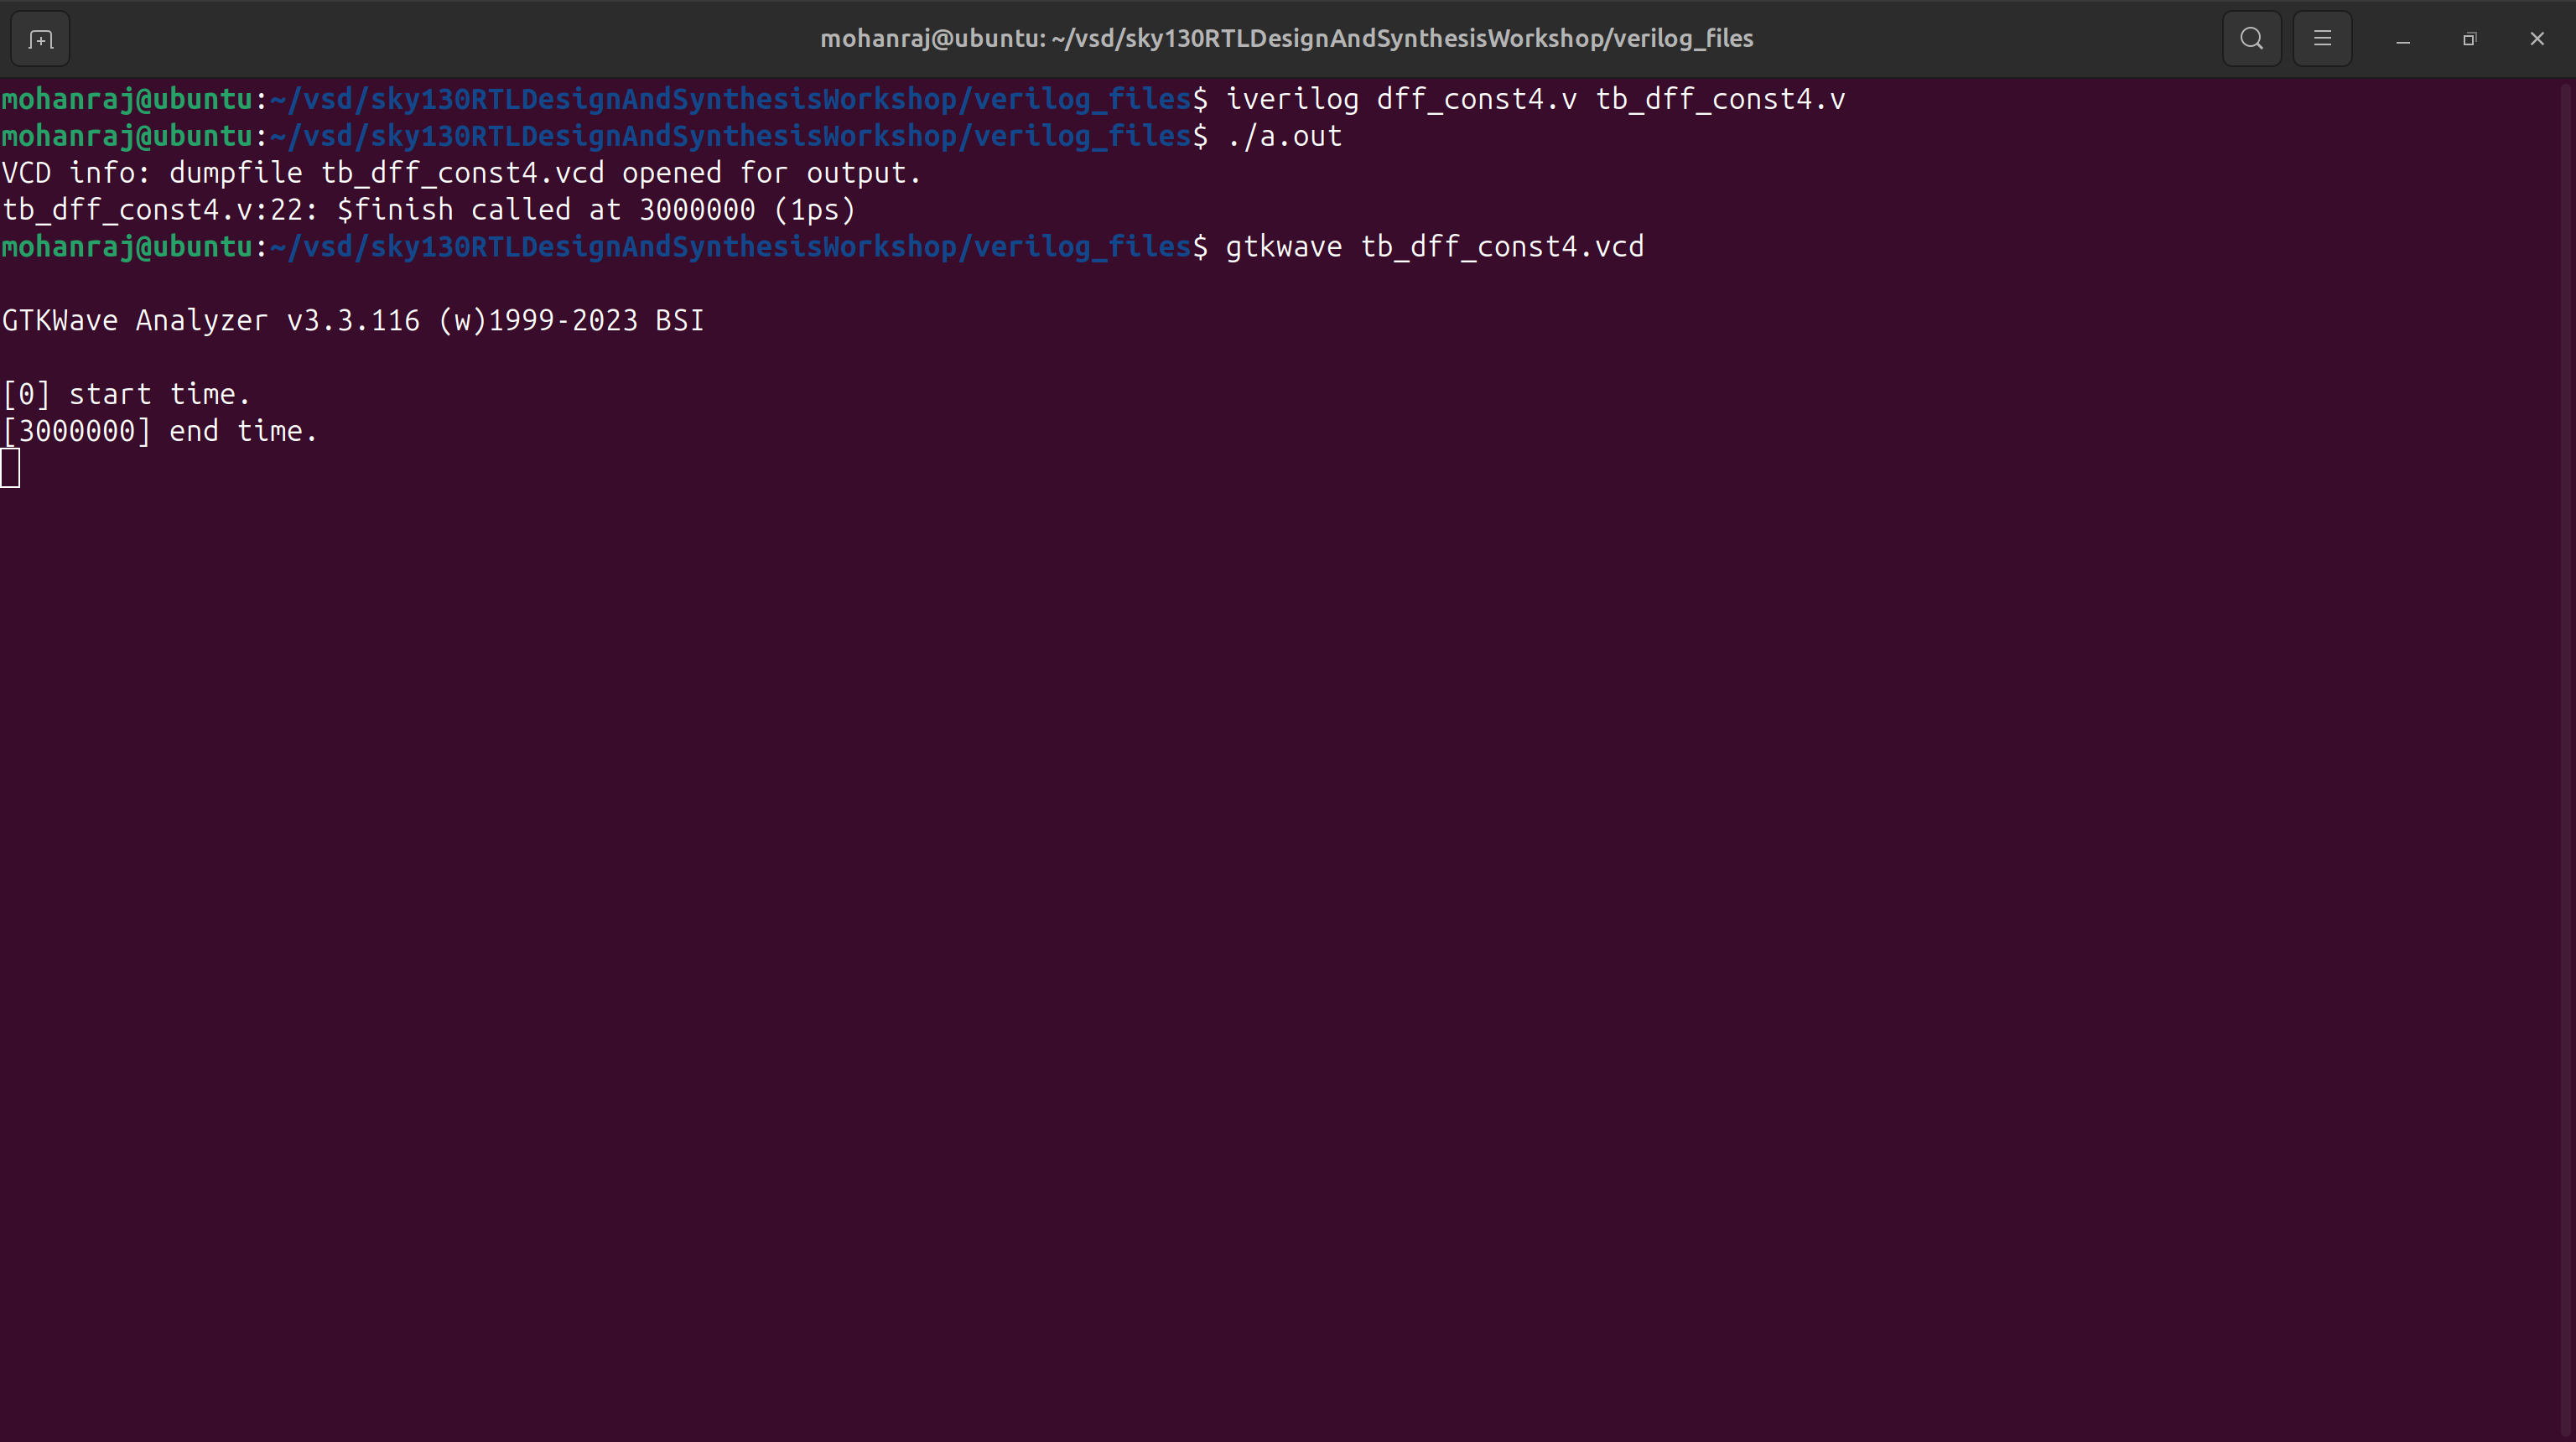 mohanraj@ubuntu: ~/vsd/sky130RTLDesignAndSynthesisWorkshop/verilog_files
mohanraj@ubuntu:~/vsd/sky130RTLDesignAndSynthesisWorkshop/verilog_files$ iverilog dff_const4.v tb_dff_const4.v
mohanraj@ubuntu:~/vsd/sky130RTLDesignAndSynthesisWorkshop/verilog_files$ ./a.out
VCD info: dumpfile tb_dff_const4.vcd opened for output.
tb_dff_const4.v:22: $finish called at 3000000 (1ps)
mohanraj@ubuntu:~/vsd/sky130RTLDesignAndSynthesisWorkshop/verilog_files$ gtkwave tb_dff_const4.vcd
GTKWave Analyzer v3.3.116 (w)1999-2023 BSI
[0] start time.
[3000000] end time.